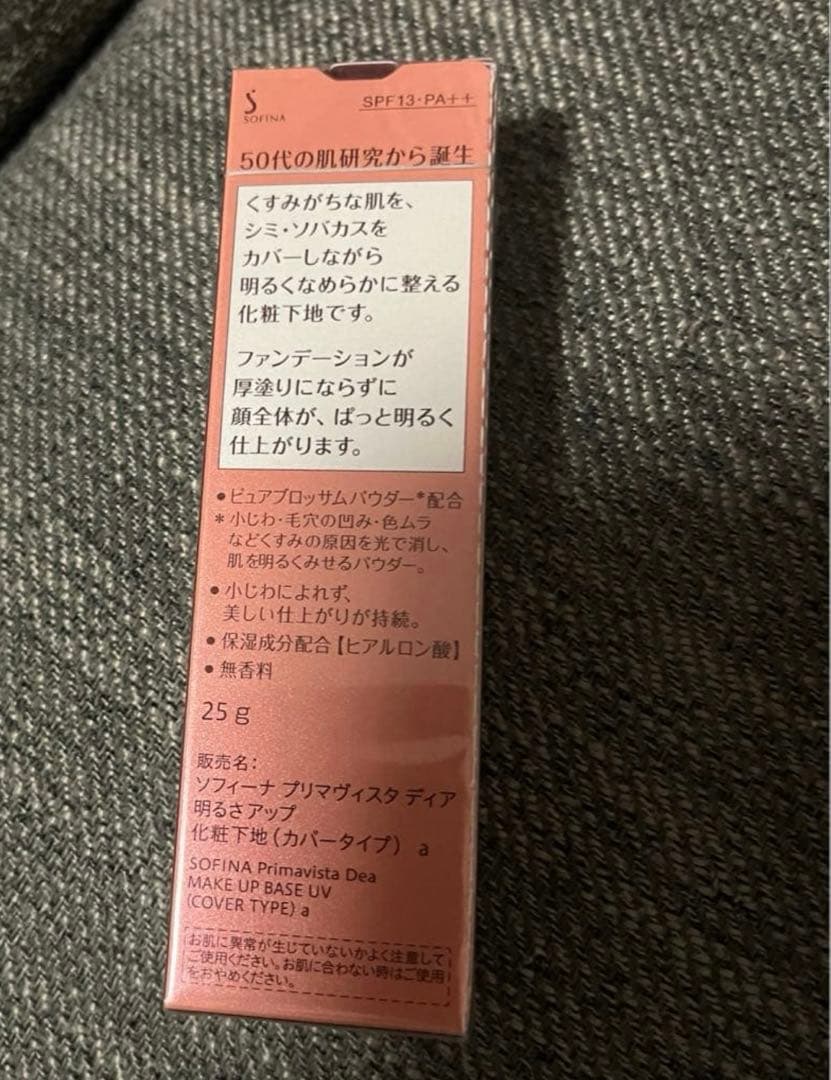 SOFINA
SPF13・PA++
50代の肌研究から誕生
くすみがちな肌を、
シミ・ソバカスを
カバーしながら
明るくなめらかに整える
化粧下地です。
ファンデーションが
厚塗りにならずに
顔全体が、ぱっと明るく
仕上がります。
●ピュアブロッサムパウダー*配合
*小じわ・毛穴の凹み・色ムラ
などくすみの原因を光で消し、
肌を明るくみせるパウダー。
●小じわによれず、
美しい仕上がりが持続。
●保湿成分配合【ヒアルロン酸】
●無香料
25g
販売名：
ソフィーナ プリマヴィスタ ディア
明るさアップ
化粧下地（カバータイプ） a
SOFINA Primavista Dea
MAKE UP BASE UV
(COVER TYPE) a
お肌に異常が生じていないかよく注意して
ご使用ください。お肌に合わない時はご使用
をおやめください。